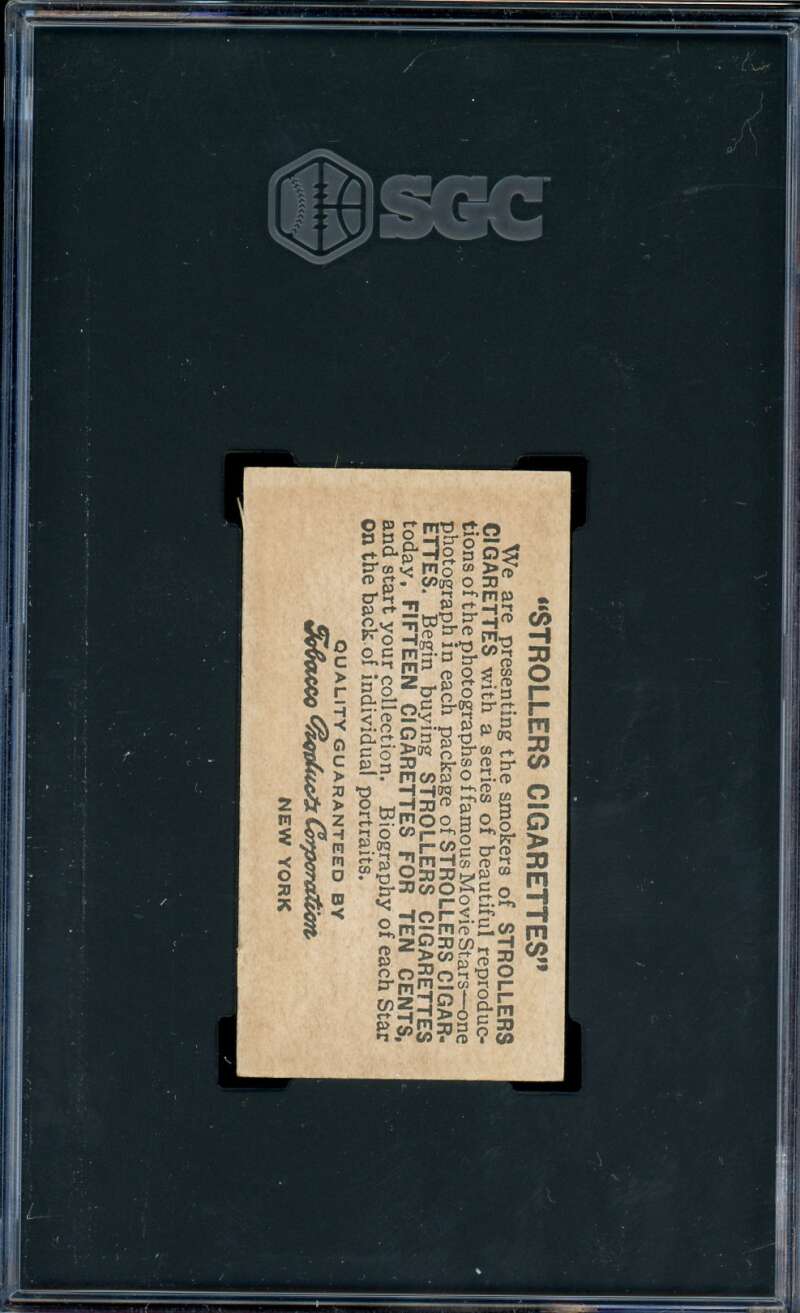 SGC
"STROLLERS CIGARETTES"
We are presenting the smokers of STROLLERS
CIGARETTES with a series of beautiful reproduc-
tions of the photographs of famous Movie Stars—one
photograph in each package of STROLLERS CIGAR-
ETTES. Begin buying STROLLERS CIGARETTES
today, FIFTEEN CIGARETTES FOR TEN CENTS,
and start your collection. Biography of each Star
on the back of individual portraits.
QUALITY GUARANTEED BY
Tobacco Products Corporation
NEW YORK